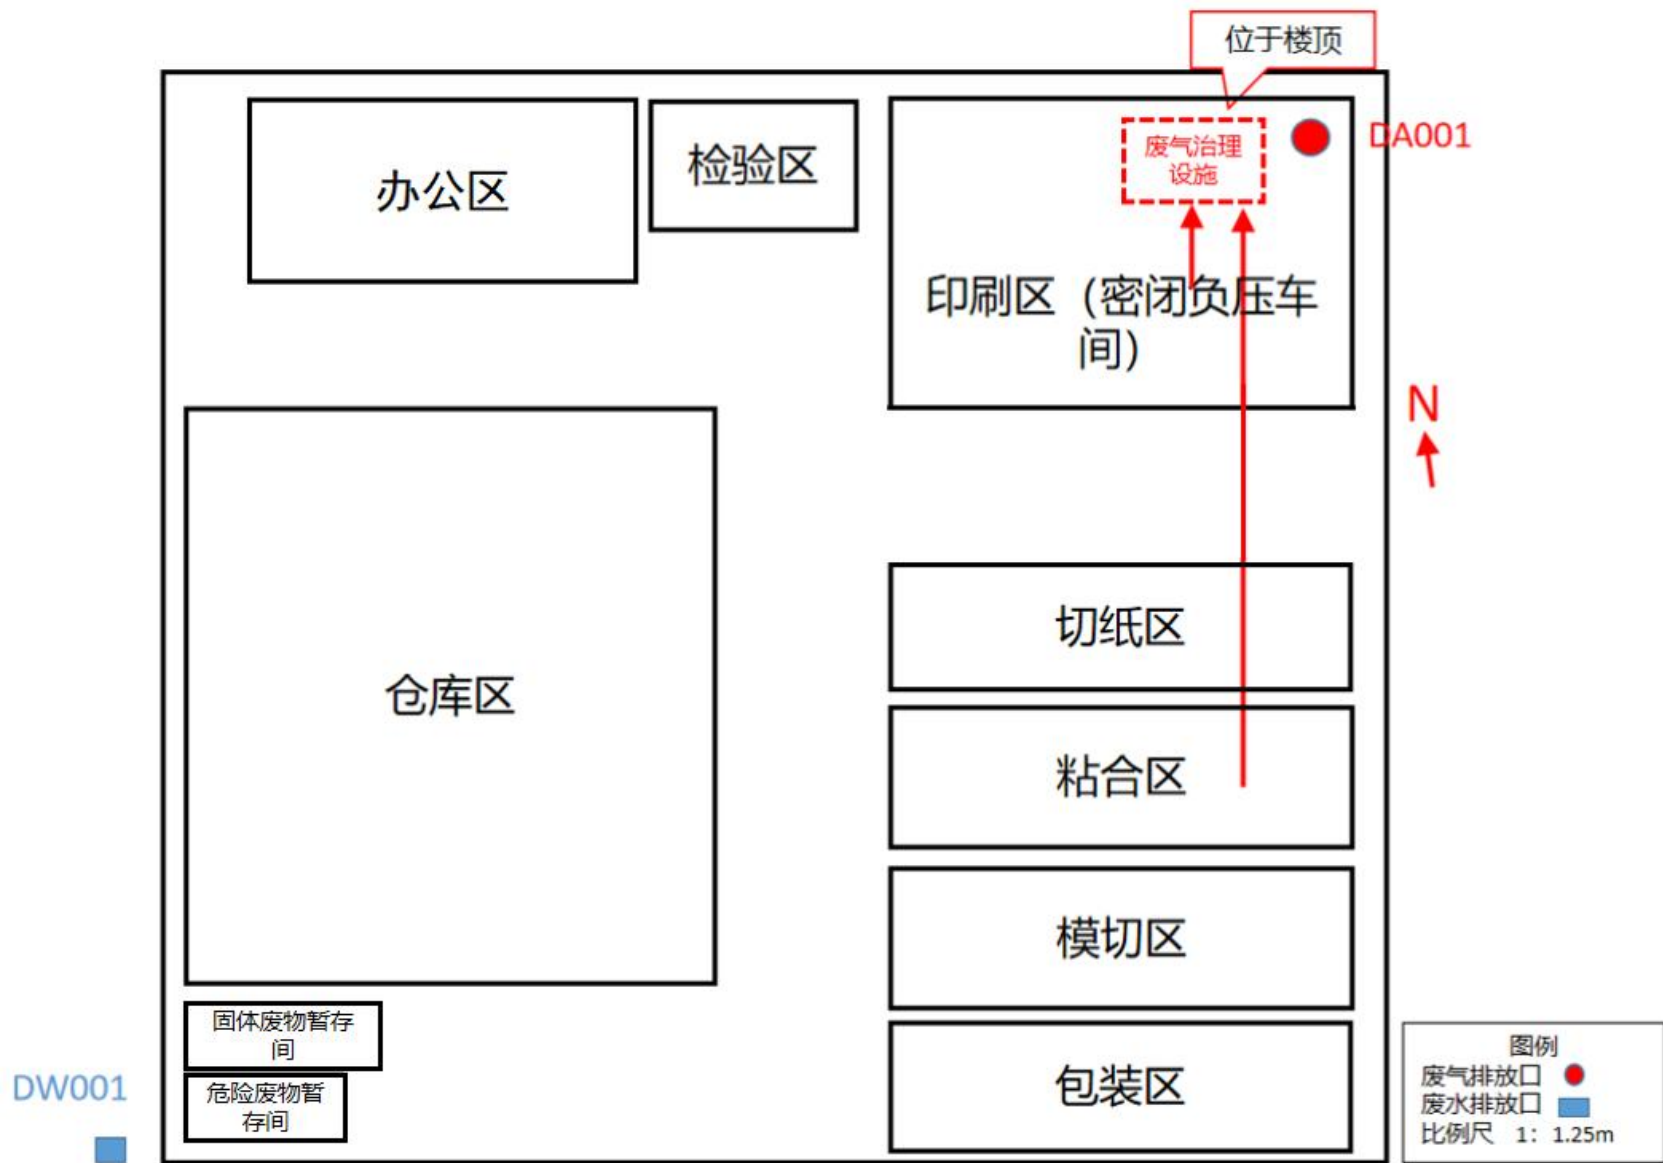 位于楼顶
办公区
检验区
废气治理
设施
DA001
印刷区（密闭负压车
间）
N
仓库区
切纸区
粘合区
模切区
包装区
固体废物暂存
间
危险废物暂
存间
DW001
图例
废气排放口
废水排放口
比例尺 1：1.25m